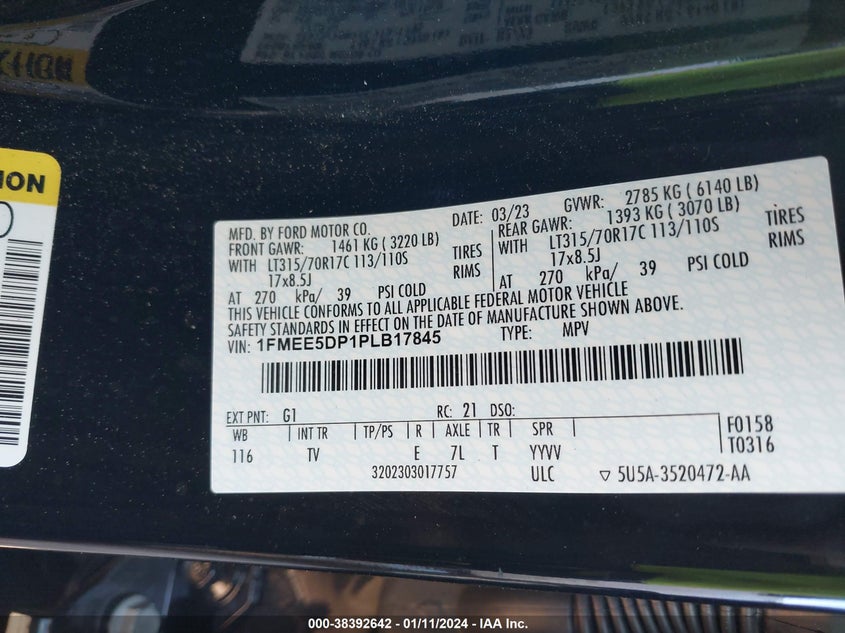 ION
MFD. BY FORD MOTOR CO. DATE: 03/23 GVWR: 2785 KG ( 6140 LB)
FRONT GAWR: 1461 KG ( 3220 LB) REAR GAWR: 1393 KG ( 3070 LB)
WITH LT315/70R17C 113/110S TIRES WITH LT315/70R17C 113/110S TIRES
17x8.5J RIMS 17x8.5J RIMS
AT 270 kPa/ 39 PSI COLD AT 270 kPa/ 39 PSI COLD
THIS VEHICLE CONFORMS TO ALL APPLICABLE FEDERAL MOTOR VEHICLE
SAFETY STANDARDS IN EFFECT ON THE DATE OF MANUFACTURE SHOWN ABOVE.
VIN: 1FMEE5DP1PLB17845 TYPE: MPV
EXT PNT: G1 RC: 21 DSO:
WB INT TR TP/PS R AXLE TR SPR F0158
116 TV E 7L T YYVV T0316
3202303017757 ULC ▽ 5U5A-3520472-AA
000-38392642 / 01/11/2024 - IAA Inc.